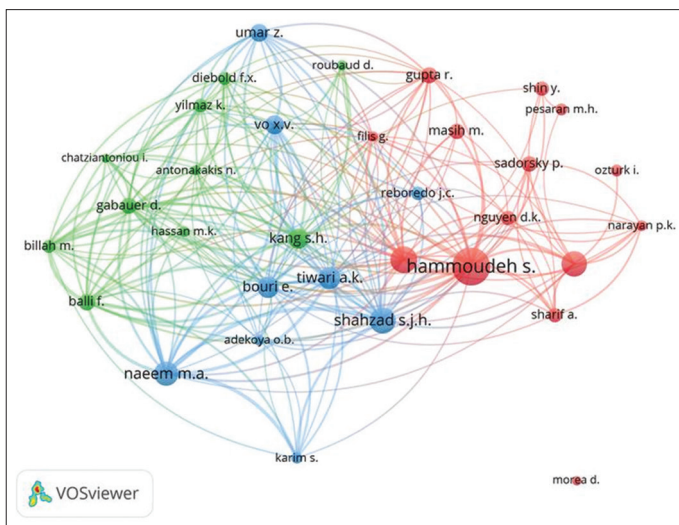 umar z.
roubaud d.
diebold f.x.
gupta r.
shin y.
yilmaz k.
pesaran m.h.
vo x.v.
filis g.
masih m.
chatziantoniou i.
antonakakis n.
sadorsky p.
ozturk i.
reboredo j.c.
gabauer d.
nguyen d.k.
narayan p.k.
hassan m.k.
kang s.h.
billah m.
hammoudeh s.
tiwari a.k.
bouri e.
balli f.
sharif a.
shahzad s.j.h.
adekoya o.b.
naeem m.a.
karim s.
morea d.
VOSviewer